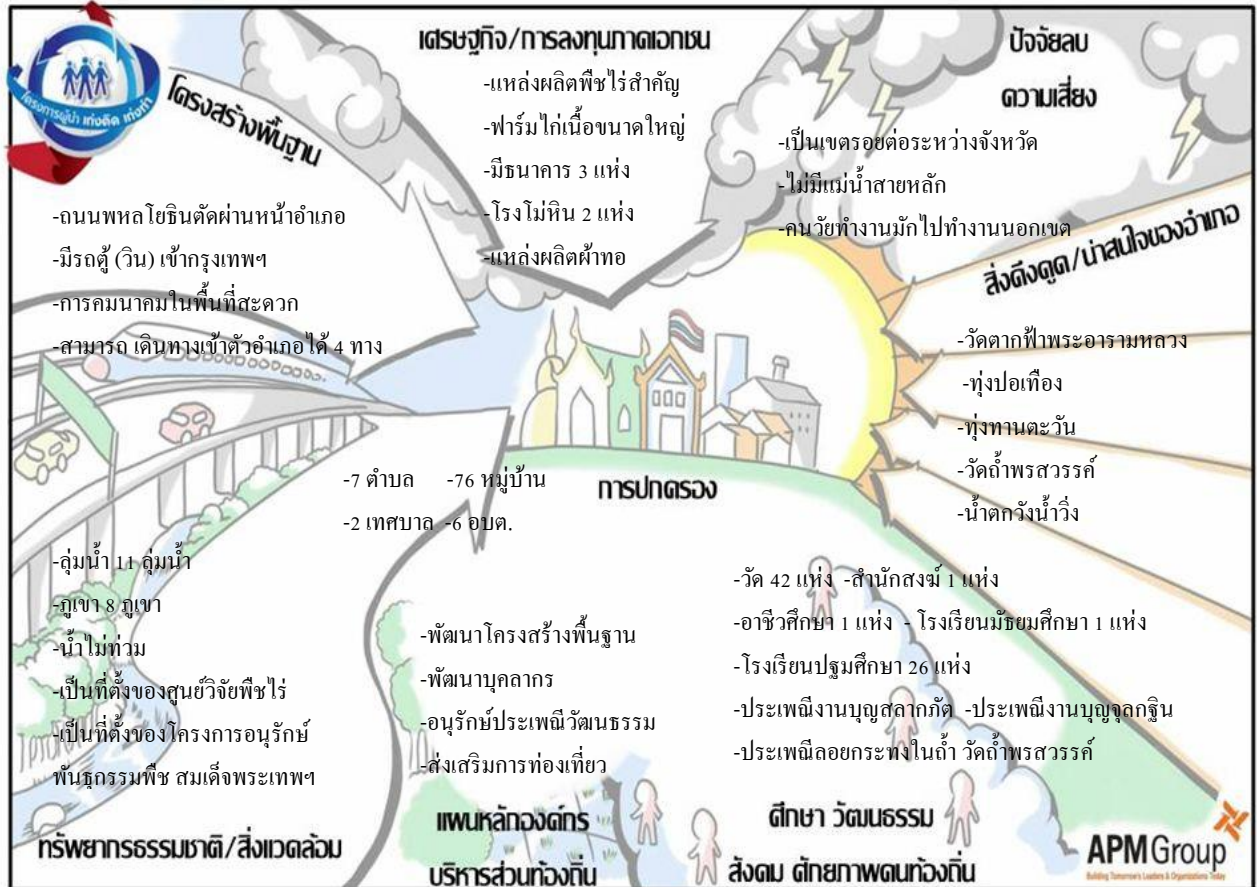 โครงการผู้นำ เก่งคิด เก่งทำ
โครงสร้างพื้นฐาน
-ถนนพหลโยธินตัดผ่านหน้าอำเภอ
-มีรถตู้ (วิน) เข้ากรุงเทพฯ
-การคมนาคมในพื้นที่สะดวก
-สามารถ เดินทางเข้าตัวอำเภอได้ 4 ทาง
เศรษฐกิจ/การลงทุนภาคเอกชน
-แหล่งผลิตพืชไร่สำคัญ
-ฟาร์มไก่เนื้อขนาดใหญ่
-มีธนาคาร 3 แห่ง
-โรงโม่หิน 2 แห่ง
-แหล่งผลิตผ้าทอ
ปัจจัยลบ
ความเสี่ยง
-เป็นเขตรอยต่อระหว่างจังหวัด
-ไม่มีแม่น้ำสายหลัก
-คนวัยทำงานมักไปทำงานนอกเขต
สิ่งดึงดูด/น่าสนใจของอำเภอ
-วัดตากฟ้าพระอารามหลวง
-ทุ่งปอเทือง
-ทุ่งทานตะวัน
-วัดถ้ำพรสวรรค์
-น้ำตกวังน้ำวิ่ง
การปกครอง
-7 ตำบล -76 หมู่บ้าน
-2 เทศบาล -6 อบต.
-ลุ่มน้ำ 11 ลุ่มน้ำ
-ภูเขา 8 ภูเขา
-น้ำไม่ท่วม
-เป็นที่ตั้งของศูนย์วิจัยพืชไร่
-เป็นที่ตั้งของโครงการอนุรักษ์
พันธุกรรมพืช สมเด็จพระเทพฯ
ทรัพยากรธรรมชาติ/สิ่งแวดล้อม
-พัฒนาโครงสร้างพื้นฐาน
-พัฒนาบุคลากร
-อนุรักษ์ประเพณีวัฒนธรรม
-ส่งเสริมการท่องเที่ยว
แผนหลักองค์กร
บริหารส่วนท้องถิ่น
-วัด 42 แห่ง -สำนักสงฆ์ 1 แห่ง
-อาชีวศึกษา 1 แห่ง - โรงเรียนมัธยมศึกษา 1 แห่ง
-โรงเรียนปฐมศึกษา 26 แห่ง
-ประเพณีงานบุญสลากภัต -ประเพณีงานบุญจุลกฐิน
-ประเพณีลอยกระทงในถ้ำ วัดถ้ำพรสวรรค์
ศึกษา วัฒนธรรม
สังคม ศักยภาพคนท้องถิ่น
APMGroup
Building Tomorrow's Leaders & Organizations Today